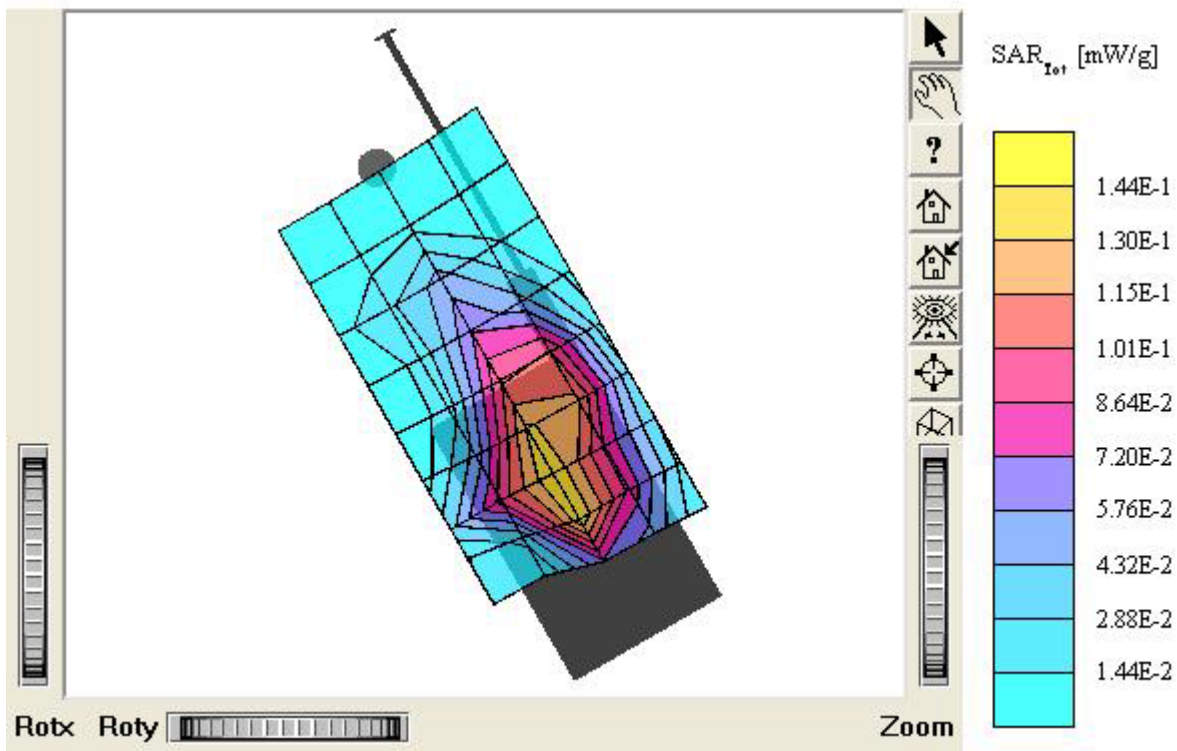 SAR_Tot [mW/g]
?
1.44E-1
1.30E-1
1.15E-1
1.01E-1
8.64E-2
7.20E-2
5.76E-2
4.32E-2
2.88E-2
1.44E-2
Rotx Roty Zoom